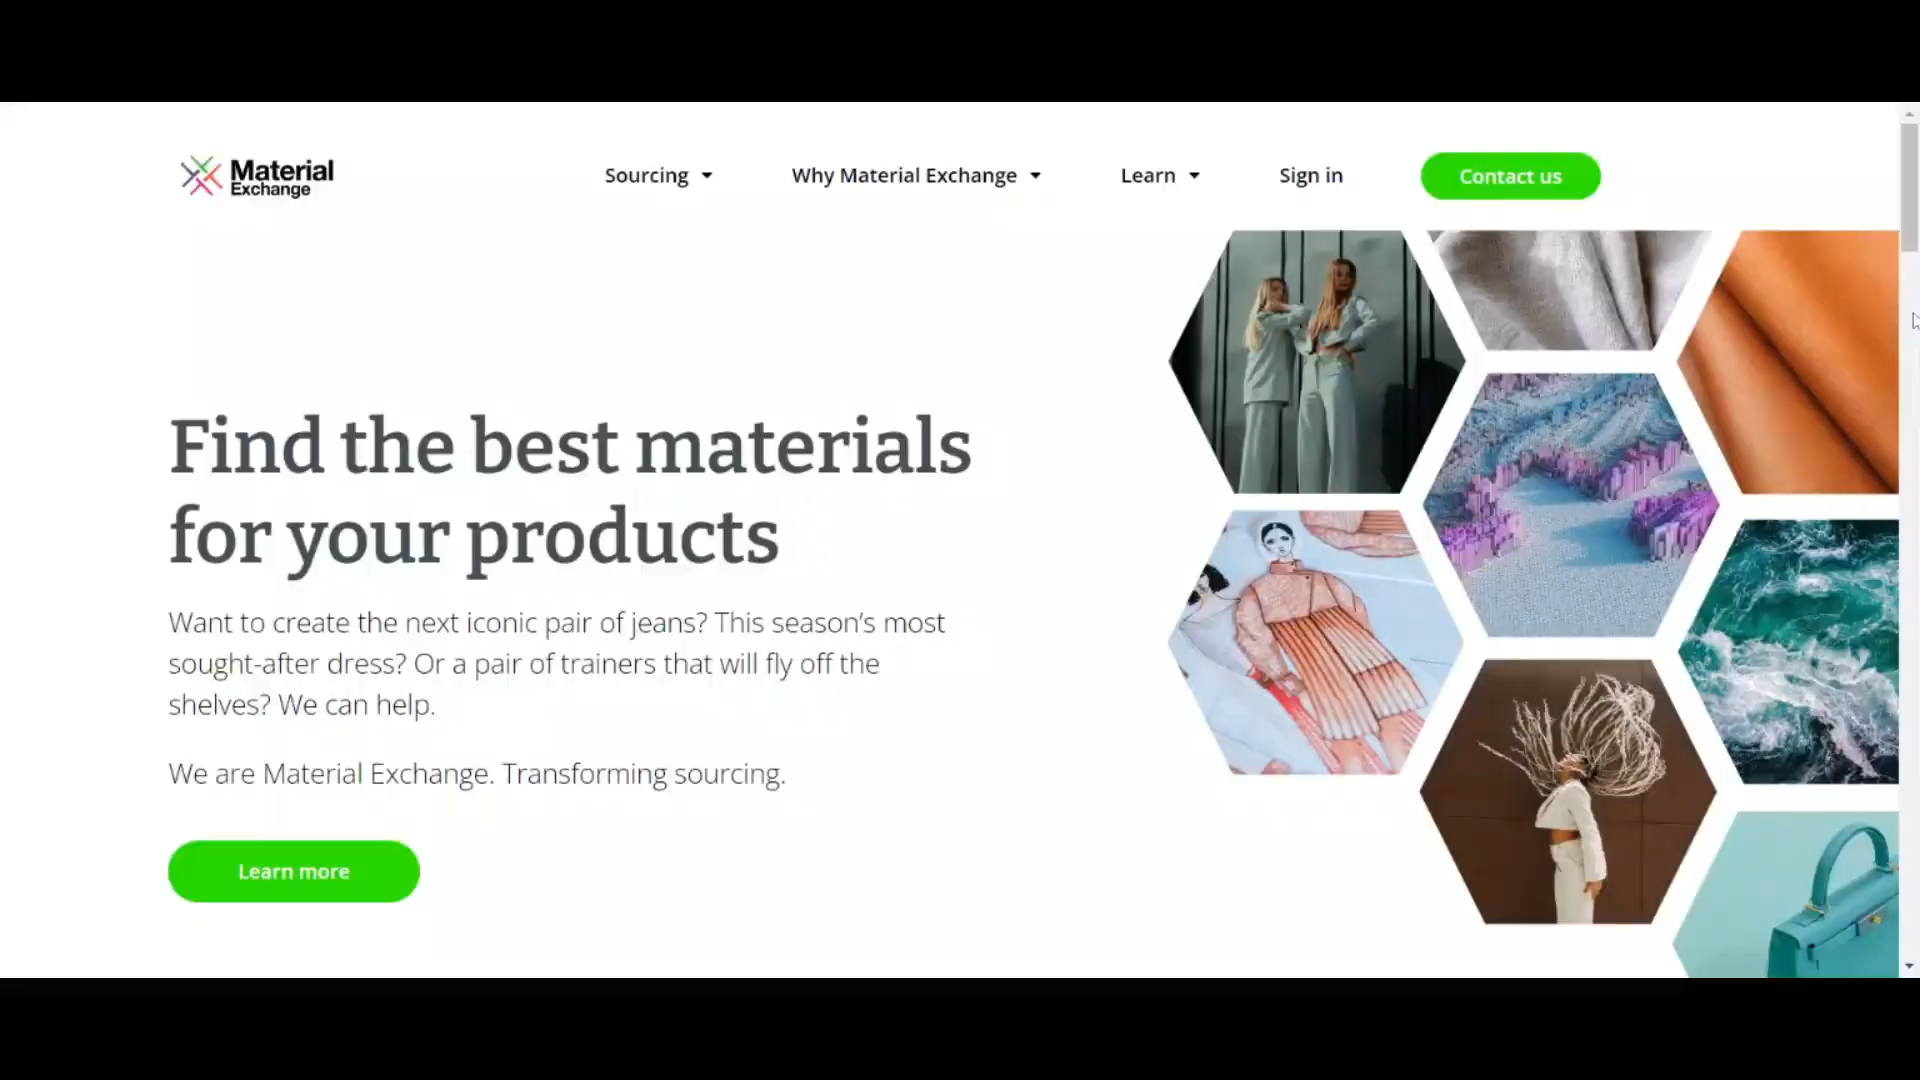 Material
Exchange
Sourcing
Why Material Exchange
Learn
Sign in
Contact us
Find the best materials
for your products
Want to create the next iconic pair of jeans? This season’s most
sought-after dress? Or a pair of trainers that will fly off the
shelves? We can help.
We are Material Exchange. Transforming sourcing.
Learn more